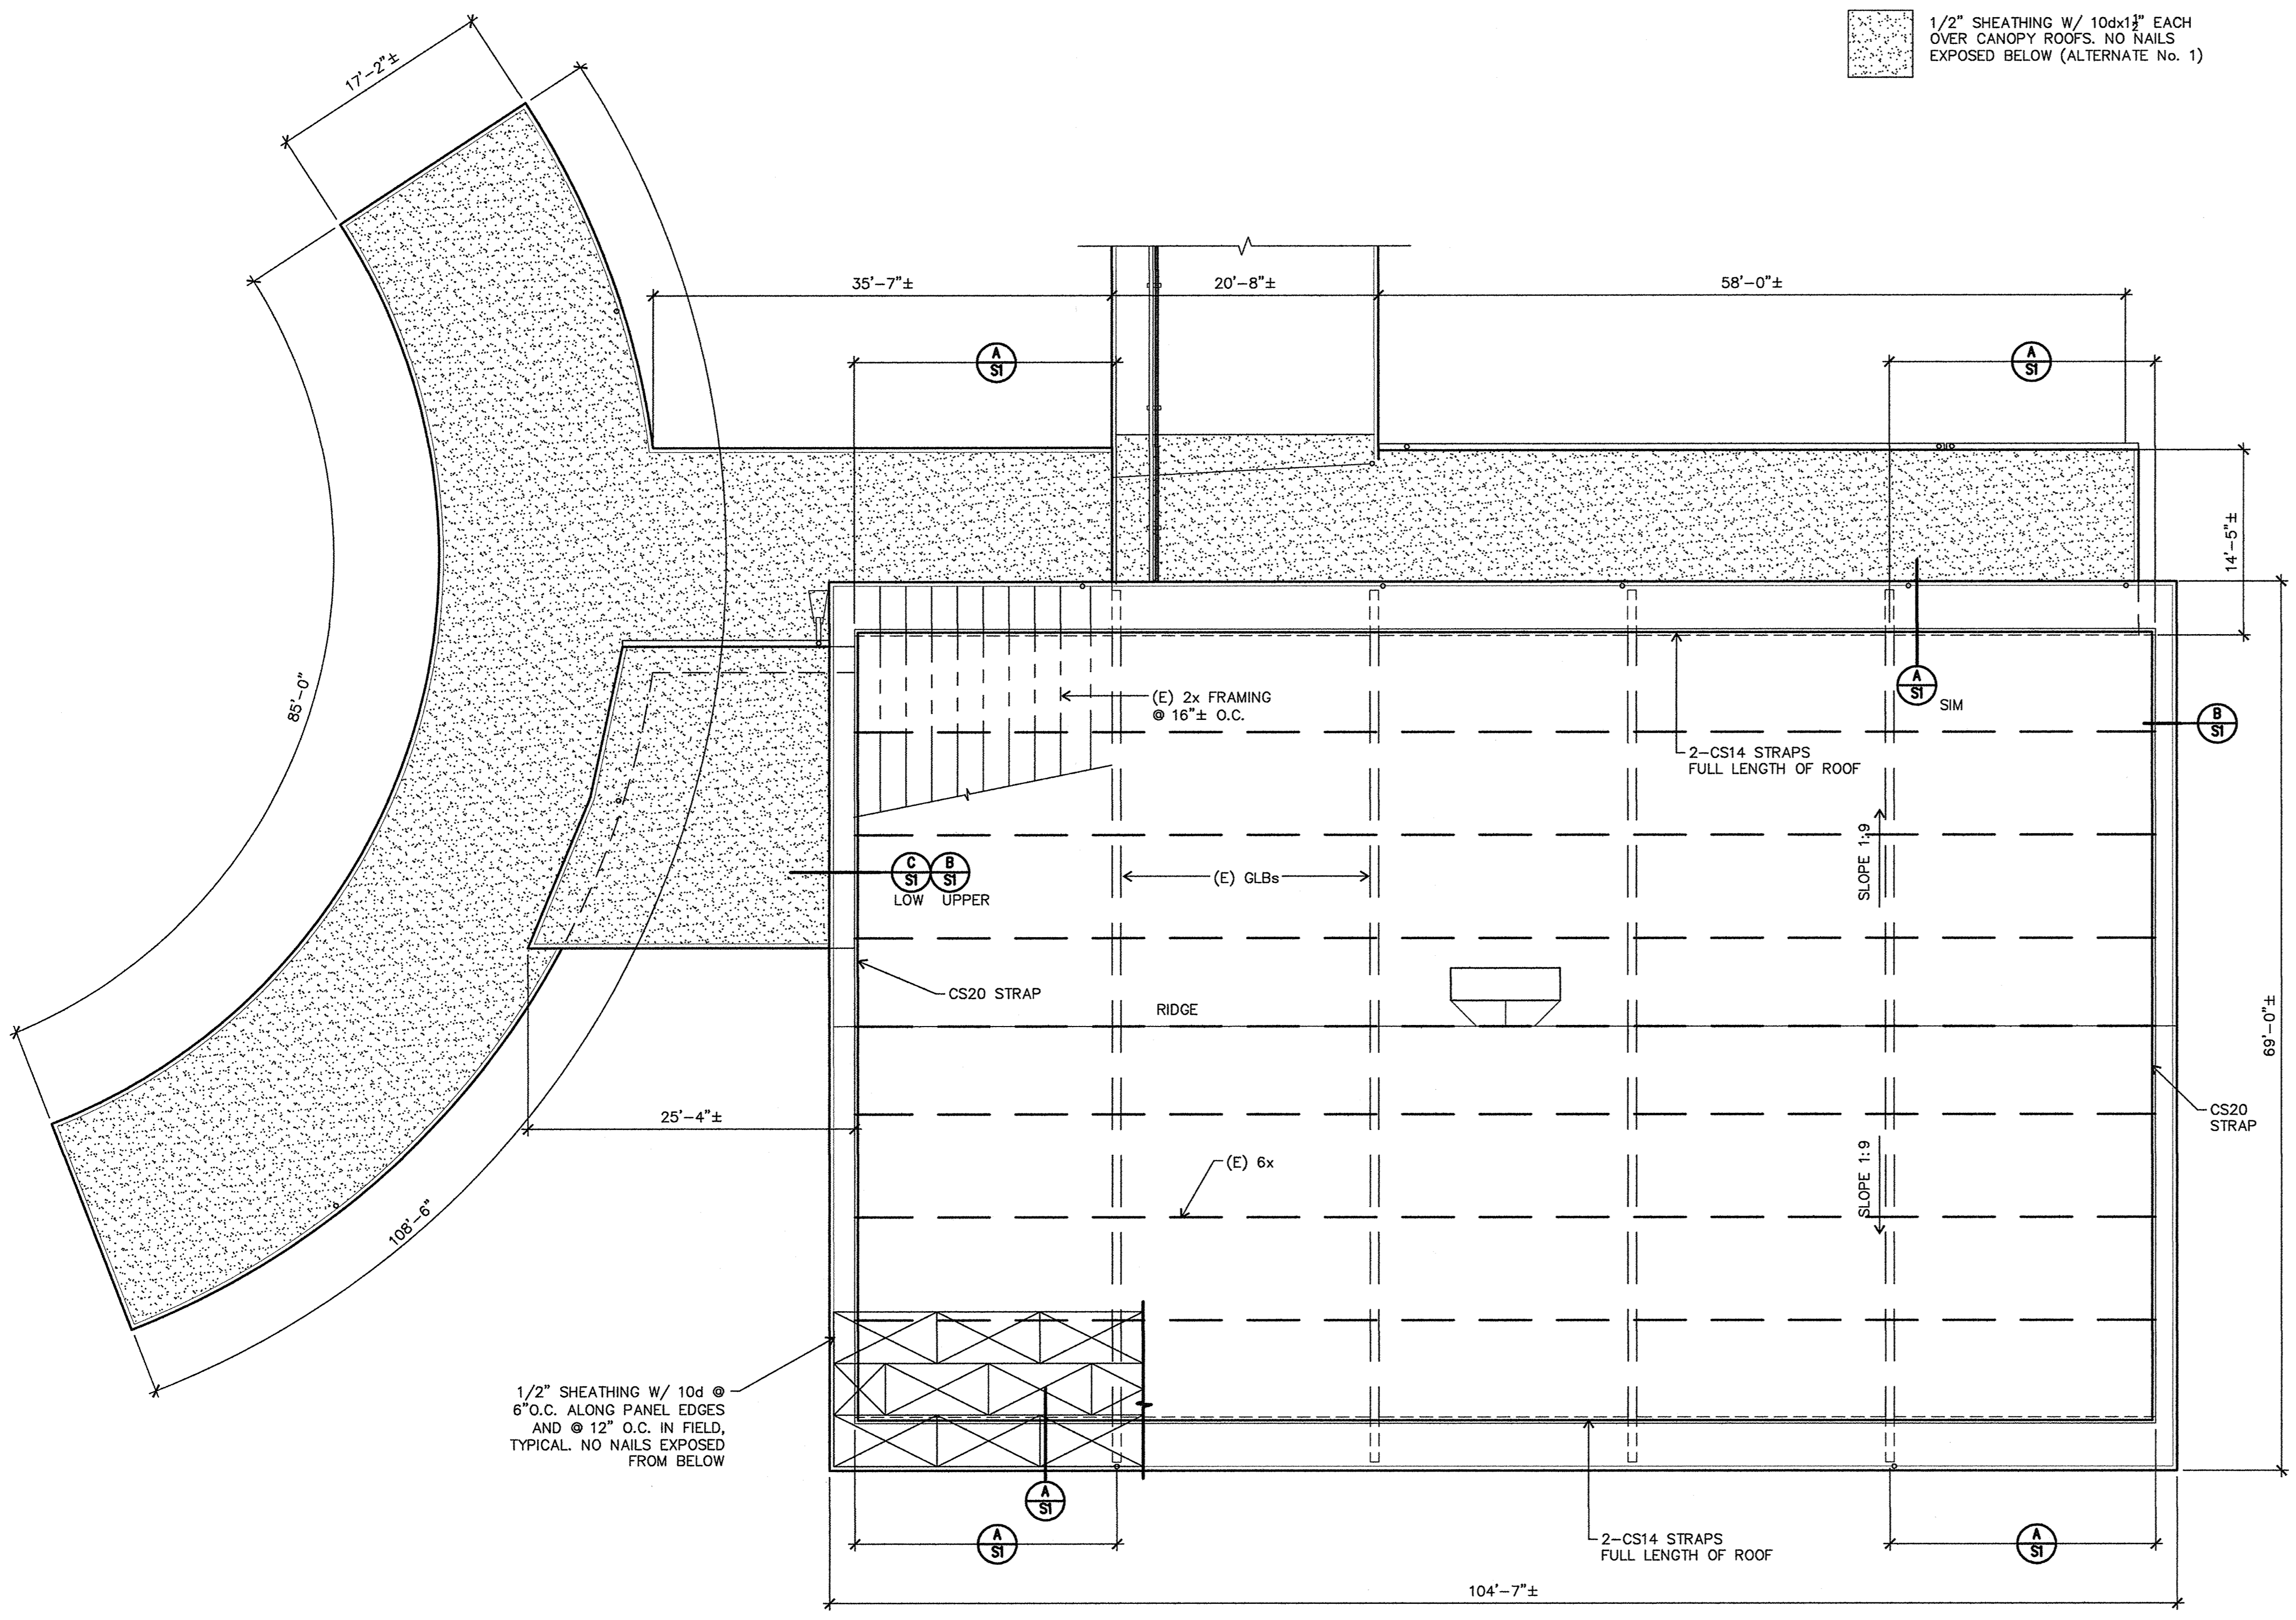 1/2" SHEATHING W/ 10dx1½" EACH
OVER CANOPY ROOFS. NO NAILS
EXPOSED BELOW (ALTERNATE No. 1)
17'-2"±
35'-7"±
20'-8"±
58'-0"±
A
S1
A
S1
14'-5"±
85'-0"
(E) 2x FRAMING
@ 16"± O.C.
A
S1
SIM
B
S1
2-CS14 STRAPS
FULL LENGTH OF ROOF
SLOPE 1:9
C
S1
B
S1
LOW UPPER
(E) GLBs
CS20 STRAP
RIDGE
69'-0"±
25'-4"±
CS20
STRAP
(E) 6x
SLOPE 1:9
108'-6"
1/2" SHEATHING W/ 10d @
6"O.C. ALONG PANEL EDGES
AND @ 12" O.C. IN FIELD,
TYPICAL. NO NAILS EXPOSED
FROM BELOW
A
S1
A
S1
2-CS14 STRAPS
FULL LENGTH OF ROOF
A
S1
104'-7"±